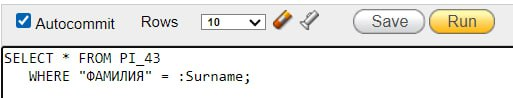 Autocommit Rows 10 Save Run
SELECT * FROM PI_43
WHERE "ФАМИЛИЯ" = :Surname;